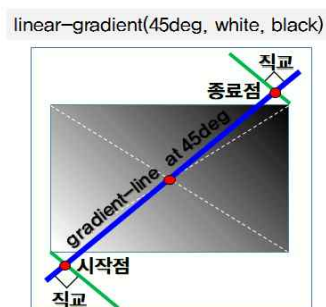 linear-gradient(45deg, white, black)
직교
종료점
gradient-line at 45deg
시작점
직교